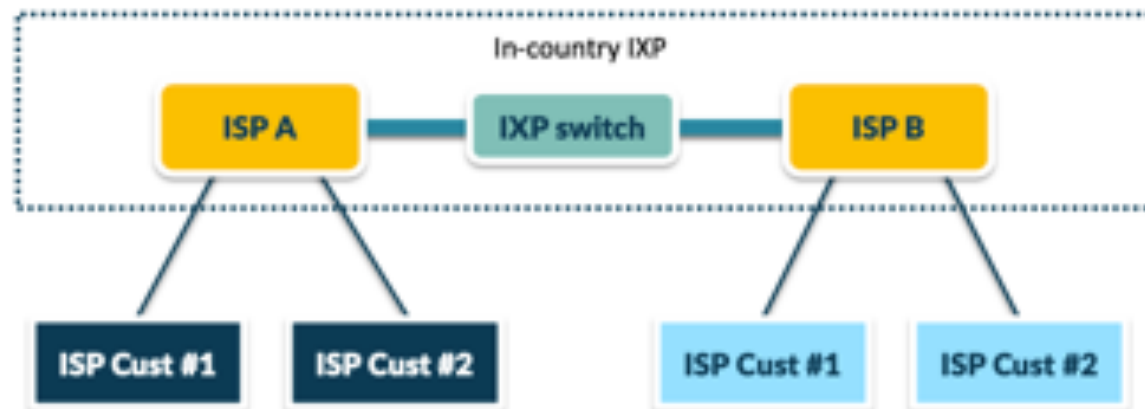 In-country IXP
ISP A
IXP switch
ISP B
ISP Cust #1
ISP Cust #2
ISP Cust #1
ISP Cust #2